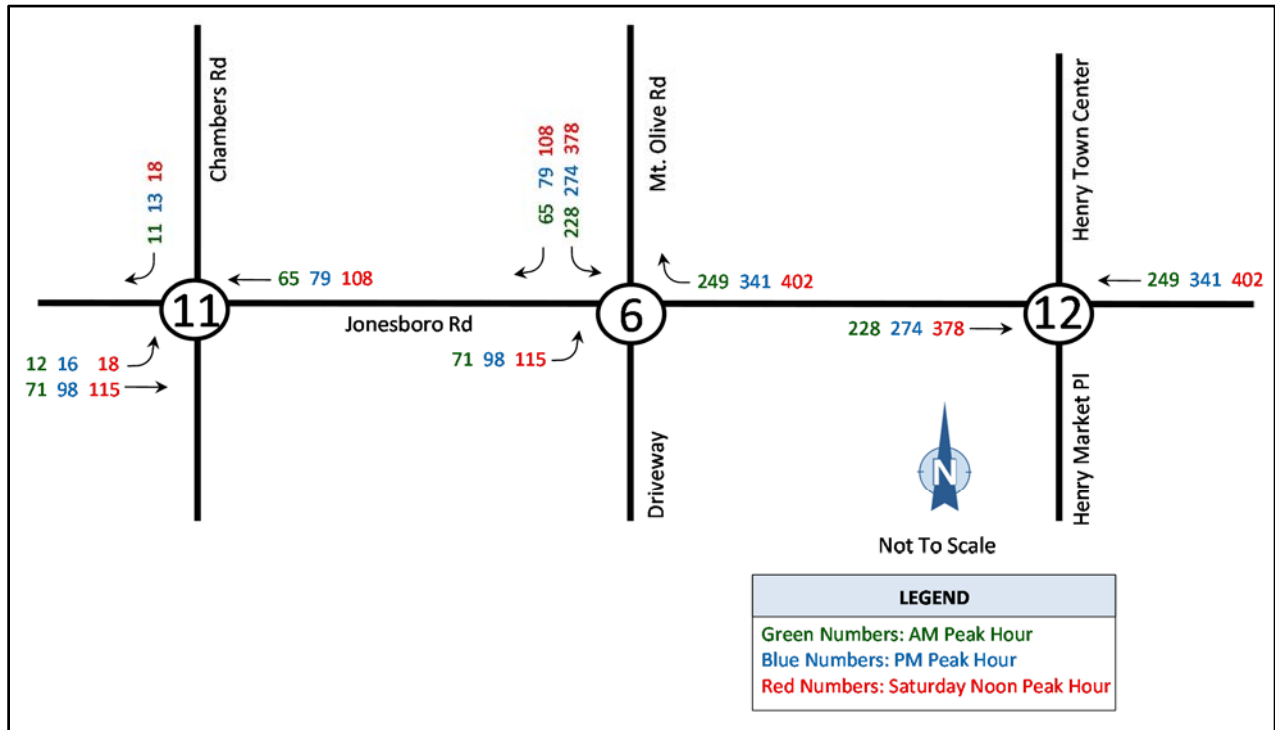 Chambers Rd
11 13 18
65 79 108
12 16 18
71 98 115
11
Jonesboro Rd
65 79 108
228 274 378
Mt. Olive Rd
249 341 402
71 98 115
6
Driveway
Henry Town Center
249 341 402
228 274 378
12
Henry Market Pl
N
Not To Scale
LEGEND
Green Numbers: AM Peak Hour
Blue Numbers: PM Peak Hour
Red Numbers: Saturday Noon Peak Hour